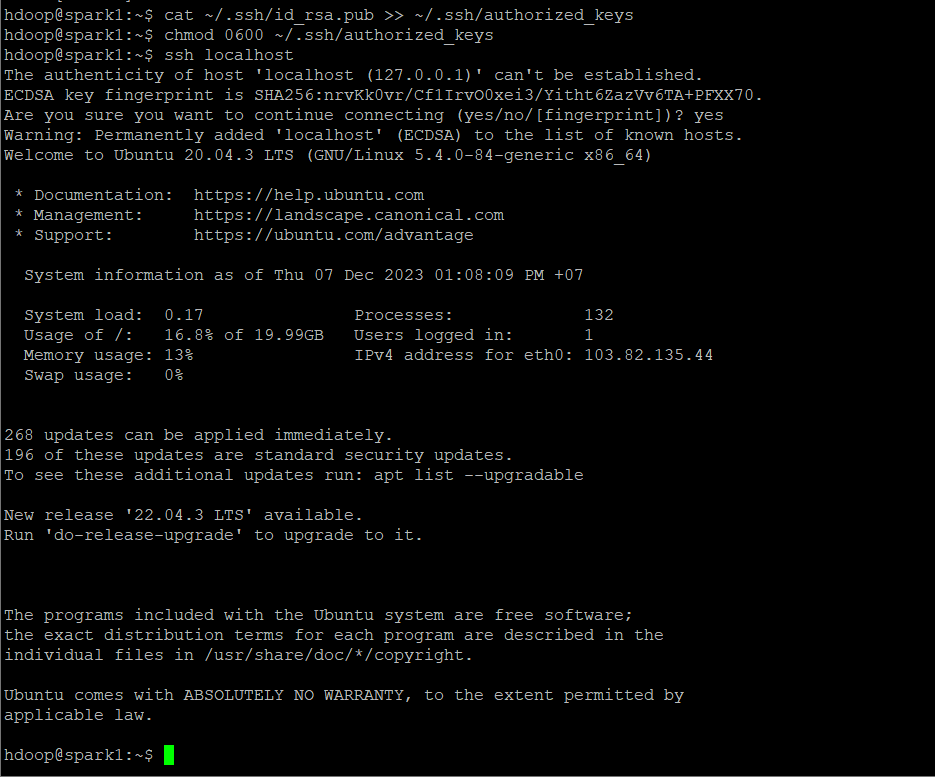 hdoop@spark1:~$ cat ~/.ssh/id_rsa.pub >> ~/.ssh/authorized_keys
hdoop@spark1:~$ chmod 0600 ~/.ssh/authorized_keys
hdoop@spark1:~$ ssh localhost
The authenticity of host 'localhost (127.0.0.1)' can't be established.
ECDSA key fingerprint is SHA256:nrvKk0vr/Cf1IrvO0xei3/Yitht6ZazVv6TA+PFXX70.
Are you sure you want to continue connecting (yes/no/[fingerprint])? yes
Warning: Permanently added 'localhost' (ECDSA) to the list of known hosts.
Welcome to Ubuntu 20.04.3 LTS (GNU/Linux 5.4.0-84-generic x86_64)

 * Documentation:  https://help.ubuntu.com
 * Management:     https://landscape.canonical.com
 * Support:        https://ubuntu.com/advantage

  System information as of Thu 07 Dec 2023 01:08:09 PM +07

  System load:  0.17               Processes:             132
  Usage of /:   16.8% of 19.99GB   Users logged in:       1
  Memory usage: 13%                IPv4 address for eth0: 103.82.135.44
  Swap usage:   0%

268 updates can be applied immediately.
196 of these updates are standard security updates.
To see these additional updates run: apt list --upgradable

New release '22.04.3 LTS' available.
Run 'do-release-upgrade' to upgrade to it.

The programs included with the Ubuntu system are free software;
the exact distribution terms for each program are described in the
individual files in /usr/share/doc/*/copyright.

Ubuntu comes with ABSOLUTELY NO WARRANTY, to the extent permitted by
applicable law.

hdoop@spark1:~$